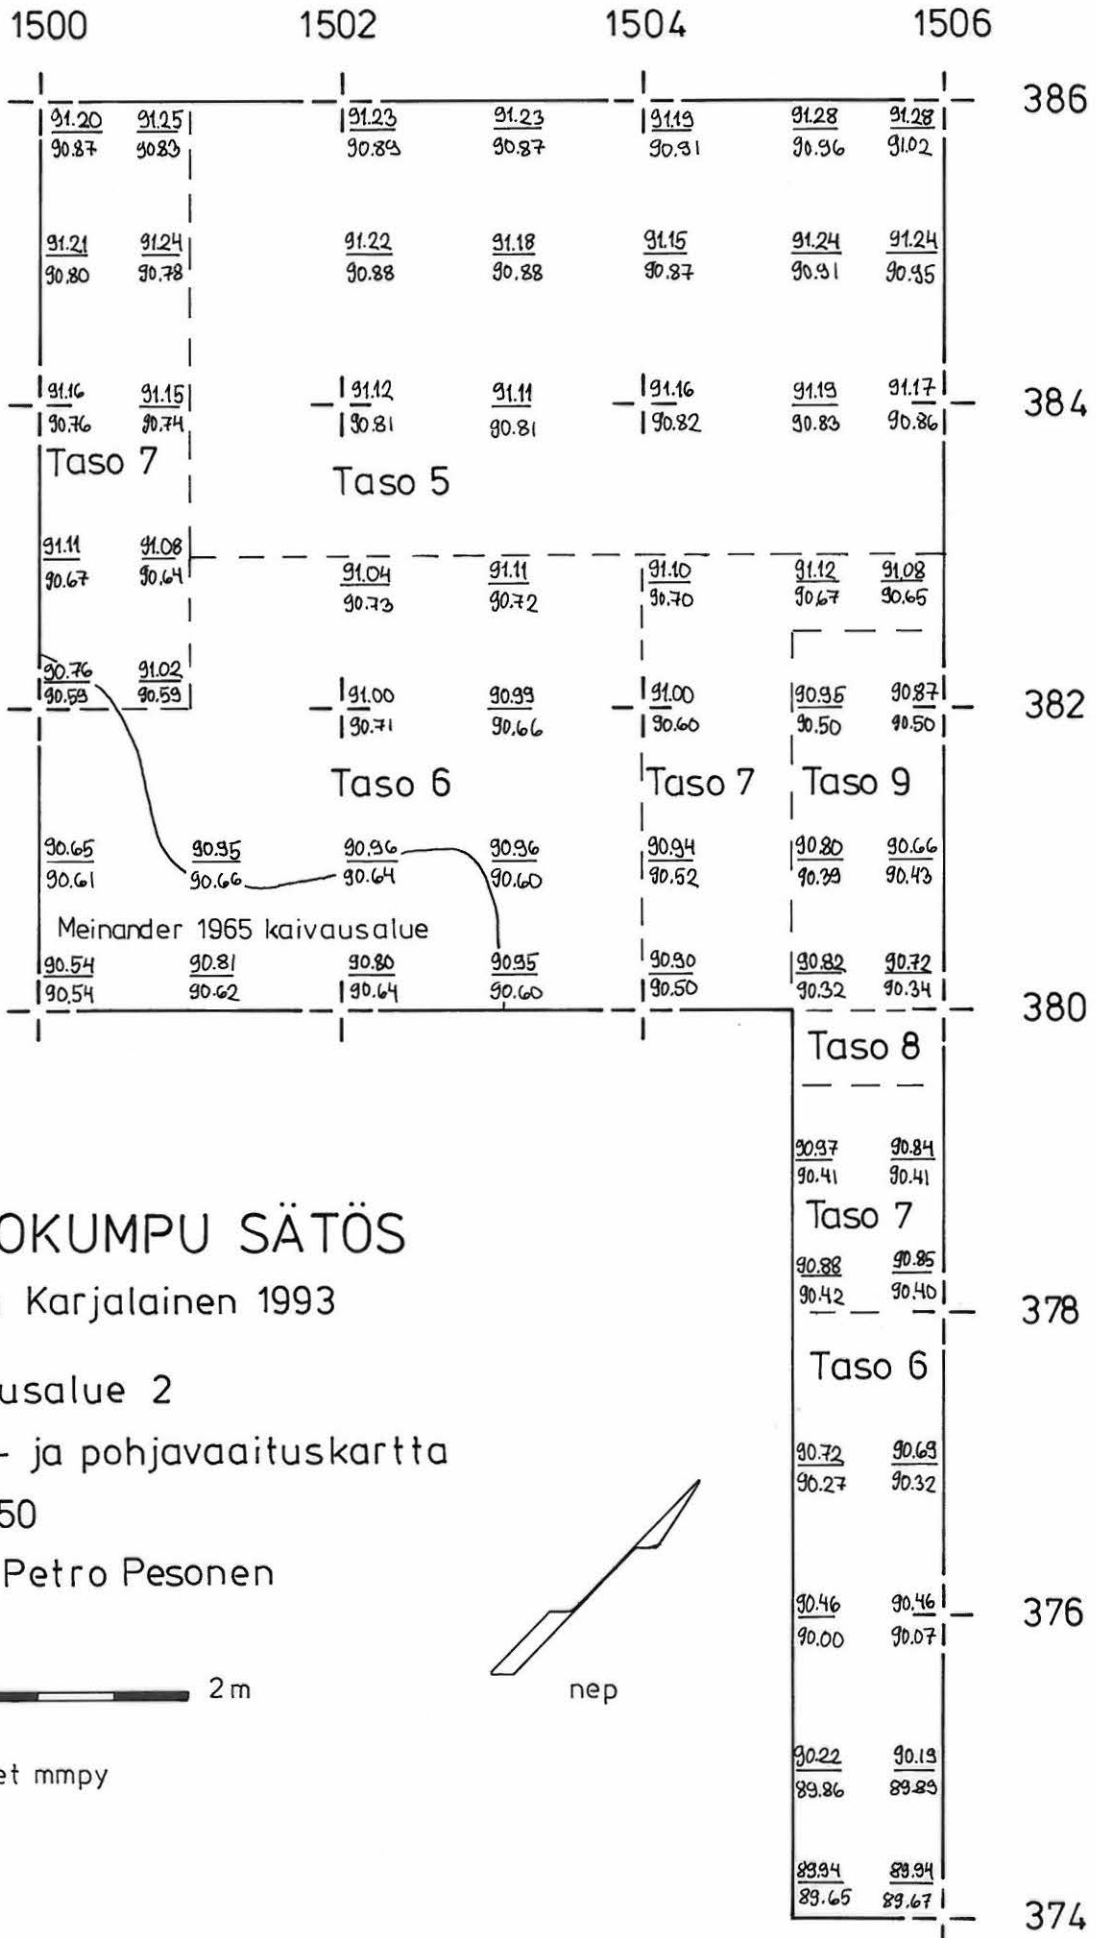 1500 1502 1504 1506
386
91.20 91.25 91.23 91.23 91.19 91.28 91.28
90.87 90.83 90.89 90.87 90.91 90.96 91.02
91.21 91.24 91.22 91.18 91.15 91.24 91.24
90.80 90.78 90.88 90.88 90.87 90.91 90.95
91.16 91.15 91.12 91.11 91.16 91.19 91.17 384
90.76 90.74 90.81 90.81 90.82 90.83 90.86
Taso 7 Taso 5
91.11 91.08
90.67 90.64
91.04 91.11 91.10 91.12 91.08
90.73 90.72 90.70 90.67 90.65
90.76 91.02
90.59 90.59
91.00 90.99 91.00 90.95 90.87 382
90.71 90.66 90.60 90.50 90.50
Taso 6 Taso 7 Taso 9
90.65 90.95 90.96 90.96 90.94 90.80 90.66
90.61 90.66 90.64 90.60 90.52 90.39 90.43
Meinander 1965 kaivausalue
90.54 90.81 90.80 90.95 90.90 90.82 90.72
90.54 90.62 90.64 90.60 90.50 90.32 90.34
380
Taso 8
90.97 90.84
90.41 90.41
Taso 7
90.88 90.85
90.42 90.40
378
Taso 6
90.72 90.69
90.27 90.32
90.46 90.46 376
90.00 90.07
90.22 90.19
89.86 89.89
89.94 89.94
89.65 89.67
374
OKUMPU SÄTÖS
Karjalainen 1993
usalue 2
- ja pohjavaaituskartta
50
Petro Pesonen
2m
nep
et mmpy